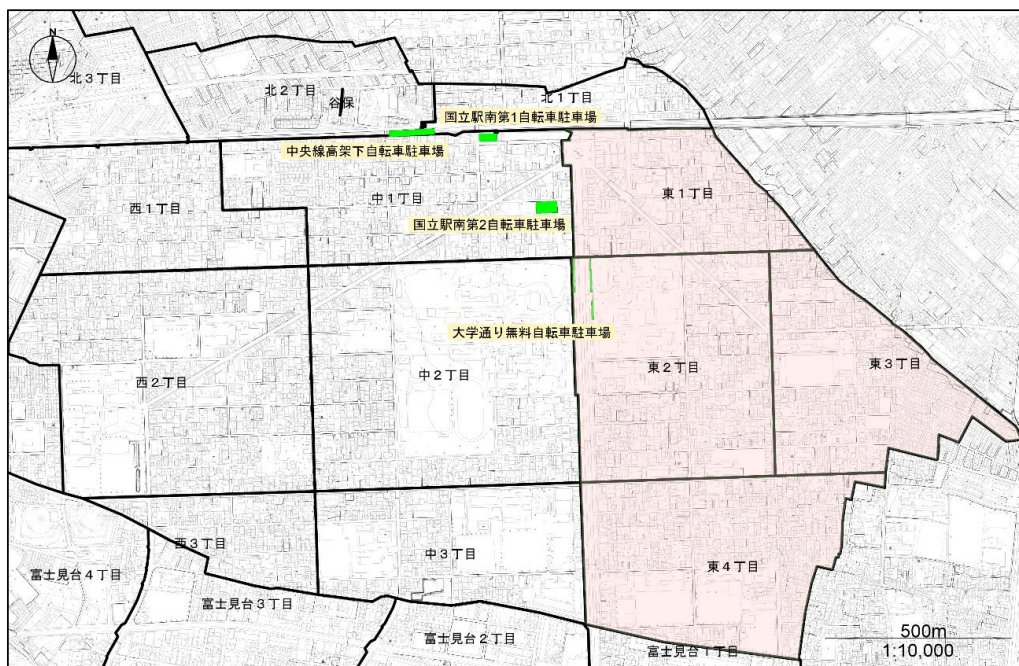 N
北3丁目
北2丁目
谷保
北1丁目
国立駅南第1自転車駐車場
中央線高架下自転車駐車場
西1丁目
中1丁目
東1丁目
国立駅南第2自転車駐車場
大学通り無料自転車駐車場
西2丁目
中2丁目
東2丁目
東3丁目
西3丁目
中3丁目
東4丁目
富士見台4丁目
富士見台3丁目
富士見台2丁目
富士見台1丁目
500m
1:10,000